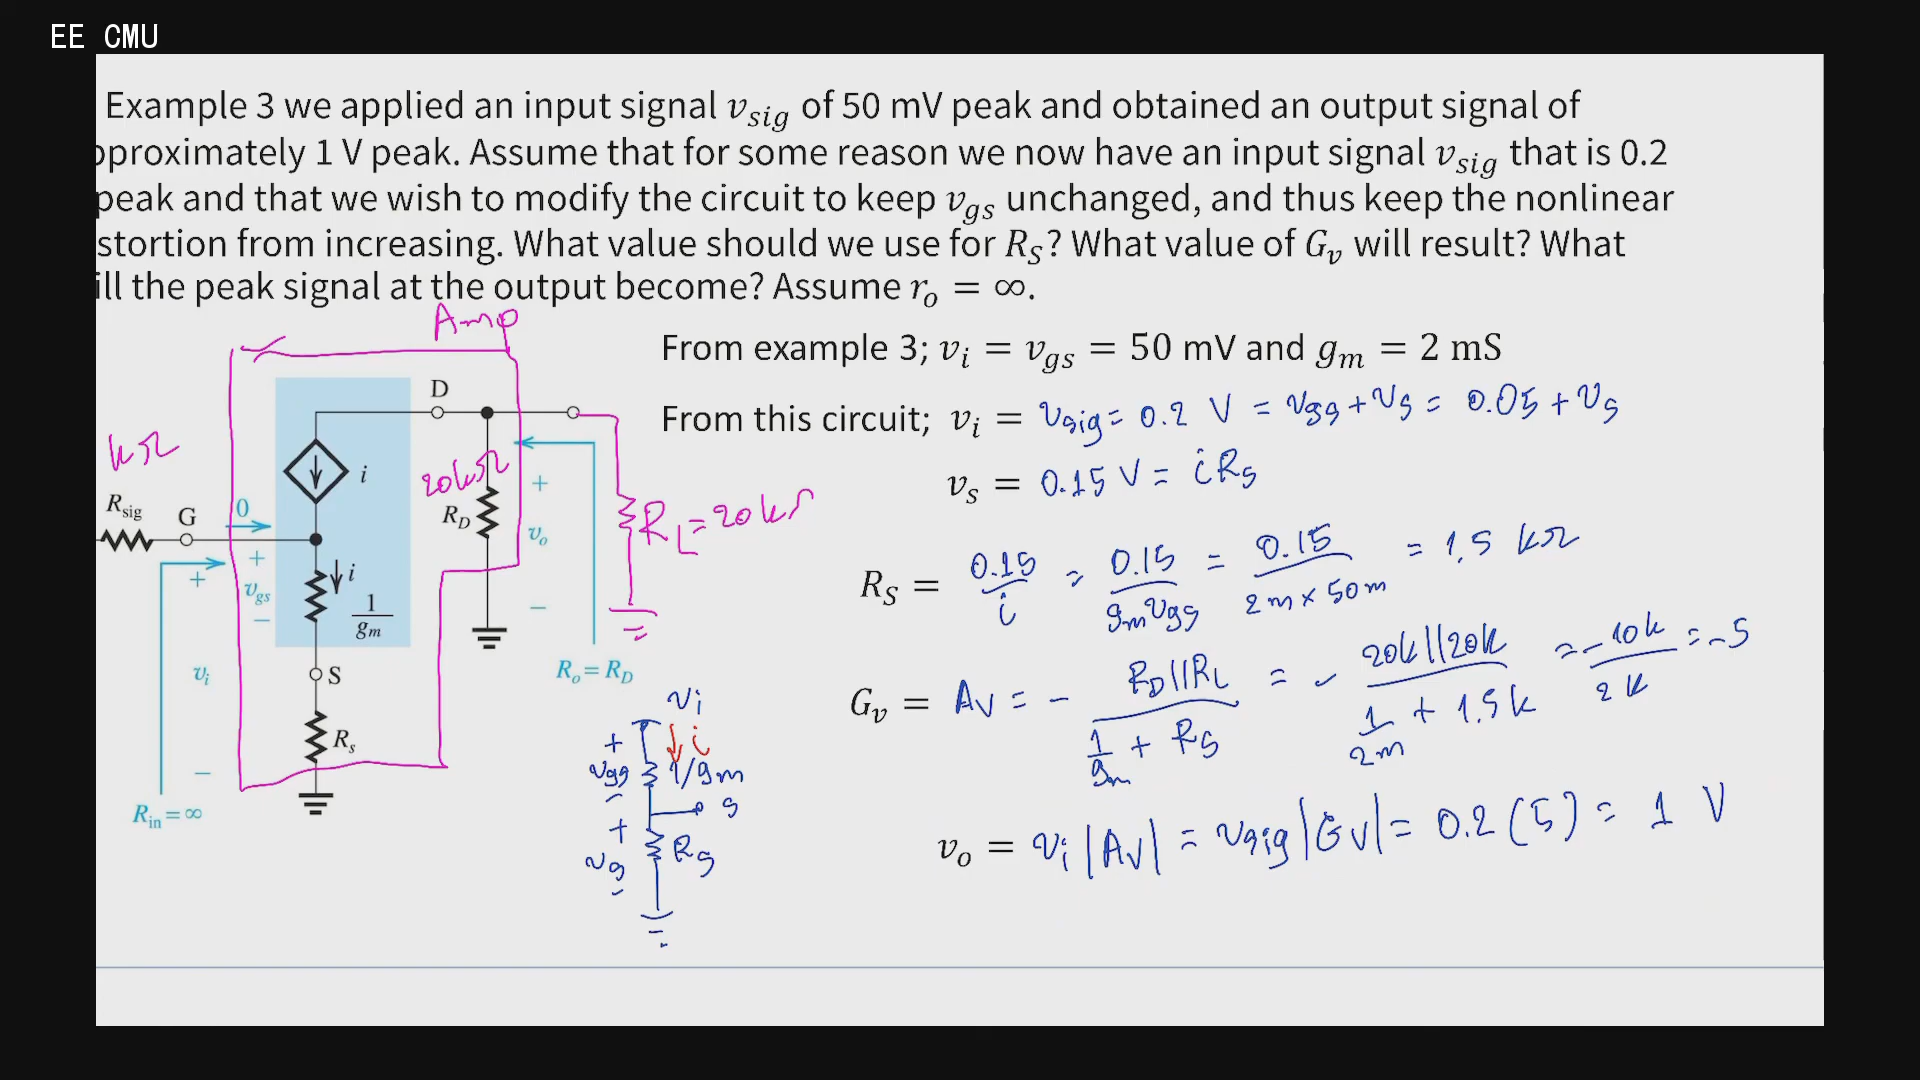 EE CMU
Example 3 we applied an input signal v_sig of 50 mV peak and obtained an output signal of
pproximately 1 V peak. Assume that for some reason we now have an input signal v_sig that is 0.2
peak and that we wish to modify the circuit to keep v_gs unchanged, and thus keep the nonlinear
stortion from increasing. What value should we use for R_S? What value of G_v will result? What
ill the peak signal at the output become? Assume r_o = ∞.
Amp
From example 3; v_i = v_gs = 50 mV and g_m = 2 mS
D
From this circuit; v_i = v_sig = 0.2 V = v_gs + v_s = 0.05 + v_s
kΩ
i
20kΩ
+
v_s = 0.15 V = i R_S
R_sig
G
0
R_D
v_o
R_L = 20k
+
+
v_gs
−
i
1/g_m
−
R_S = 0.15/i = 0.15/(g_m v_gs) = 0.15/(2m × 50m) = 1.5 kΩ
v_i
S
R_o = R_D
G_v = A_v = − (R_D || R_L)/(1/g_m + R_S) = − (20k || 20k)/(1/2m + 1.5k) = −10k/2k = −5
R_s
−
R_in = ∞
v_i
+
v_gs
−
i
1/g_m
s
+
v_s
−
R_S
v_o = v_i |A_v| = v_sig |G_v| = 0.2 (5) = 1 V